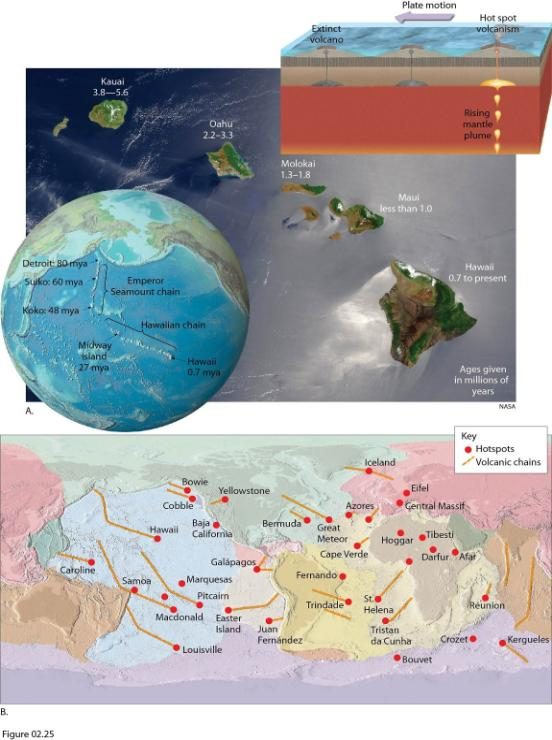 Plate motion
Extinct
volcano
Hot spot
volcanism
Rising
mantle
plume
Kauai
3.8—5.6
Oahu
2.2–3.3
Molokai
1.3–1.8
Maui
less than 1.0
Hawaii
0.7 to present
Ages given
in millions of
years
Detroit: 80 mya
Suiko: 60 mya
Koko: 48 mya
Emperor
Seamount chain
Hawaiian chain
Midway
island
27 mya
Hawaii
0.7 mya
A.
NASA
Key
Hotspots
Volcanic chains
Iceland
Bowie
Cobble
Yellowstone
Eifel
Azores
Central Massif
Hawaii
Baja
California
Bermuda
Great
Meteor
Hoggar
Tibesti
Cape Verde
Darfur
Afar
Caroline
Galápagos
Samoa
Marquesas
Fernando
Pitcairn
Macdonald
Trindade
St.
Helena
Réunion
Easter
Island
Juan
Fernández
Tristan
da Cunha
Crozet
Kergueles
Louisville
Bouvet
B.
Figure 02.25